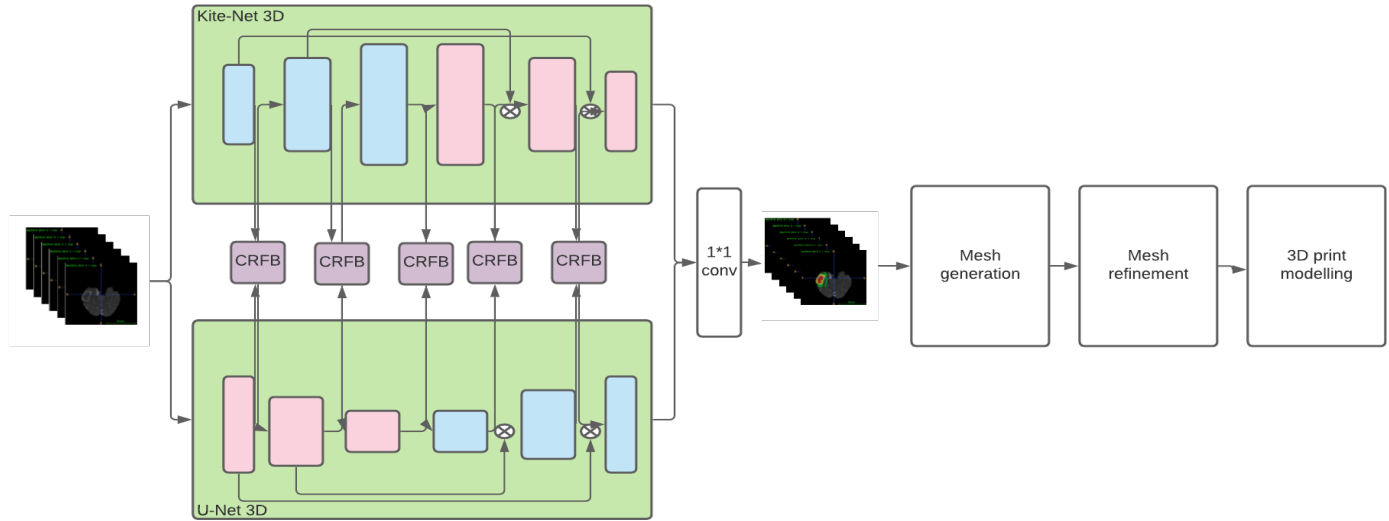 Kite-Net 3D
CRFB
CRFB
CRFB
CRFB
CRFB
1*1
conv
Mesh
generation
Mesh
refinement
3D print
modelling
U-Net 3D